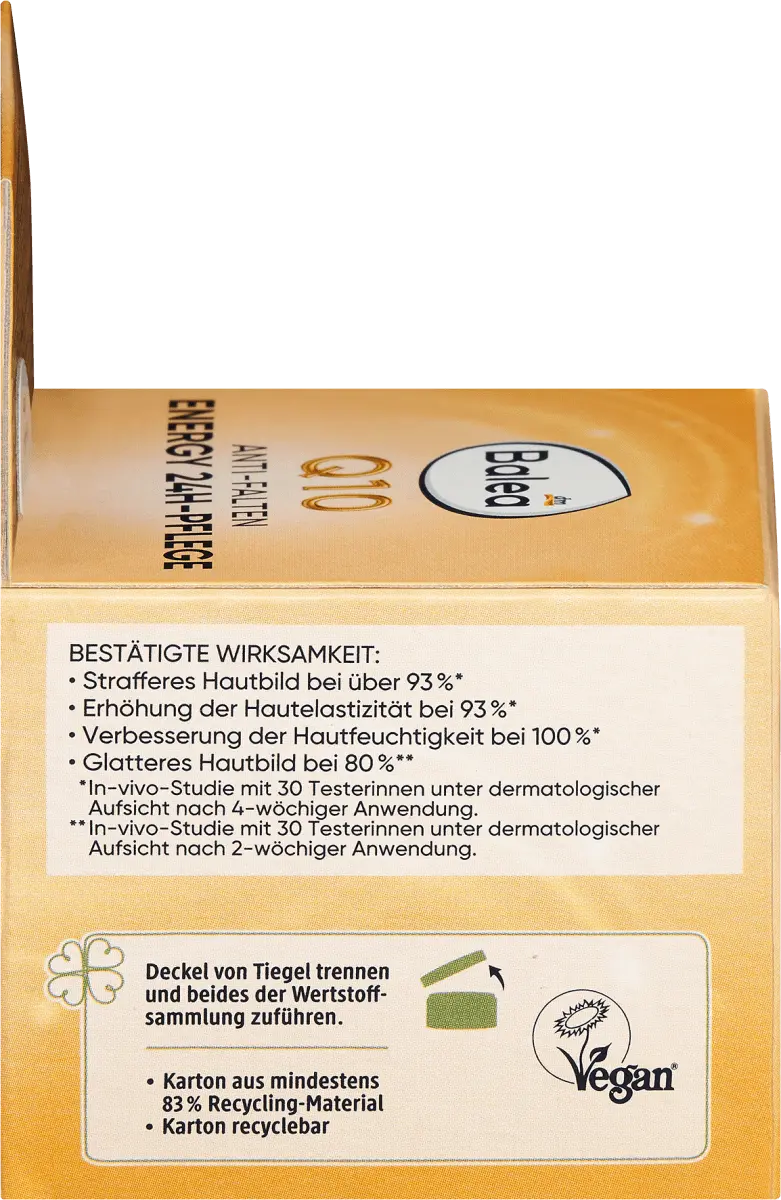 Balea
dm
Q10
ANTI-FALTEN
ENERGY 24H-PFLEGE
BESTÄTIGTE WIRKSAMKEIT:
• Strafferes Hautbild bei über 93 %*
• Erhöhung der Hautelastizität bei 93 %*
• Verbesserung der Hautfeuchtigkeit bei 100 %*
• Glatteres Hautbild bei 80 %**
*In-vivo-Studie mit 30 Testerinnen unter dermatologischer
Aufsicht nach 4-wöchiger Anwendung.
**In-vivo-Studie mit 30 Testerinnen unter dermatologischer
Aufsicht nach 2-wöchiger Anwendung.
Deckel von Tiegel trennen
und beides der Wertstoff-
sammlung zuführen.
• Karton aus mindestens
83 % Recycling-Material
• Karton recyclebar
Vegan®